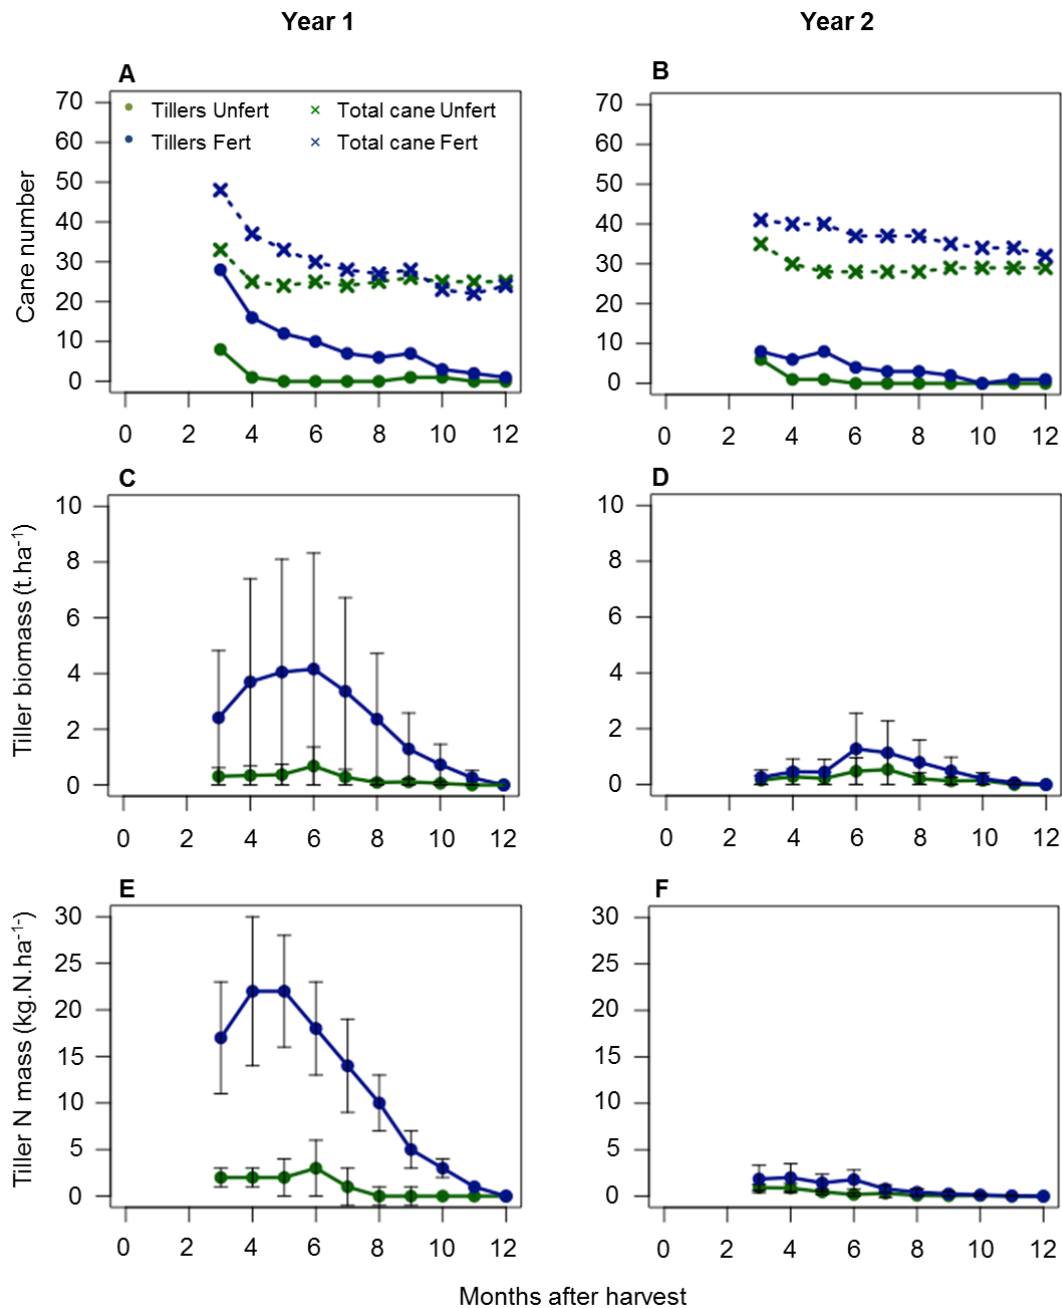 Year 1
Year 2
A
B
Cane number
70
60
50
40
30
20
10
0
Tillers Unfert
Total cane Unfert
Tillers Fert
Total cane Fert
0 2 4 6 8 10 12
70
60
50
40
30
20
10
0
0 2 4 6 8 10 12
C
D
Tiller biomass (t.ha-1)
10
8
6
4
2
0
0 2 4 6 8 10 12
10
8
6
4
2
0
0 2 4 6 8 10 12
E
F
Tiller N mass (kg.N.ha-1-)
30
25
20
15
10
5
0
0 2 4 6 8 10 12
30
25
20
15
10
5
0
0 2 4 6 8 10 12
Months after harvest